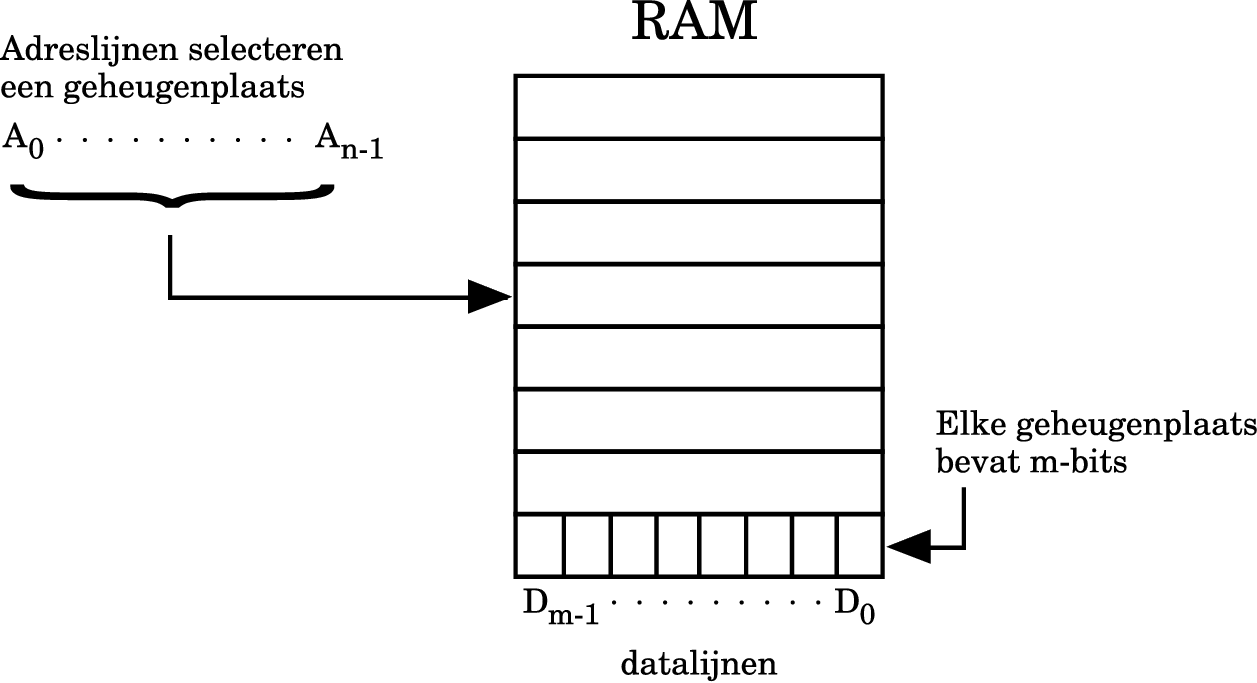 RAM
Adreslijnen selecteren
een geheugenplaats
A0 · · · · · · · · · · An-1
Elke geheugenplaats
bevat m-bits
Dm-1 · · · · · · · · · D0
datalijnen